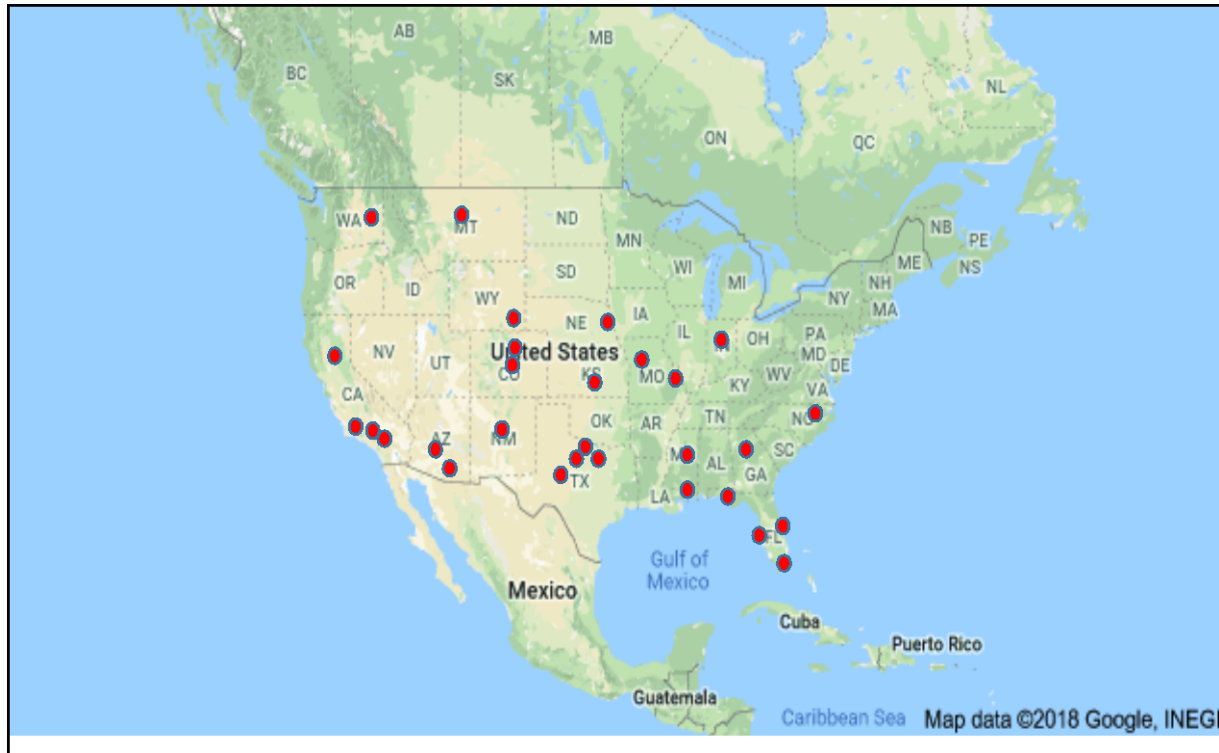 AB
MB
BC
SK
NL
ON
QC
WA
MT
ND
MN
NB
PE
NS
ME
OR
ID
SD
WI
MI
NH
NY
MA
WY
NE
IA
IL
IN
OH
PA
MD
DE
NV
UT
United States
CO
KS
MO
KY
WV
VA
CA
AZ
NM
OK
AR
TN
NC
SC
TX
LA
AL
GA
FL
Gulf of
Mexico
Mexico
Cuba
Puerto Rico
Guatemala
Caribbean Sea
Map data ©2018 Google, INEGI